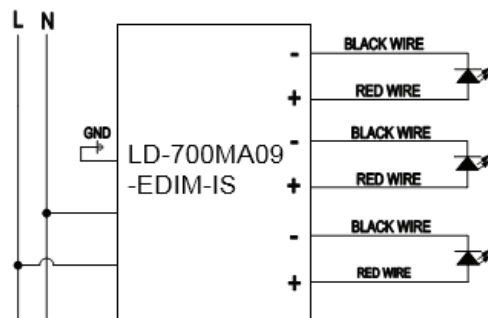 L N
- BLACK WIRE
+ RED WIRE
GND
LD-700MA09
-EDIM-IS
- BLACK WIRE
+ RED WIRE
- BLACK WIRE
+ RED WIRE